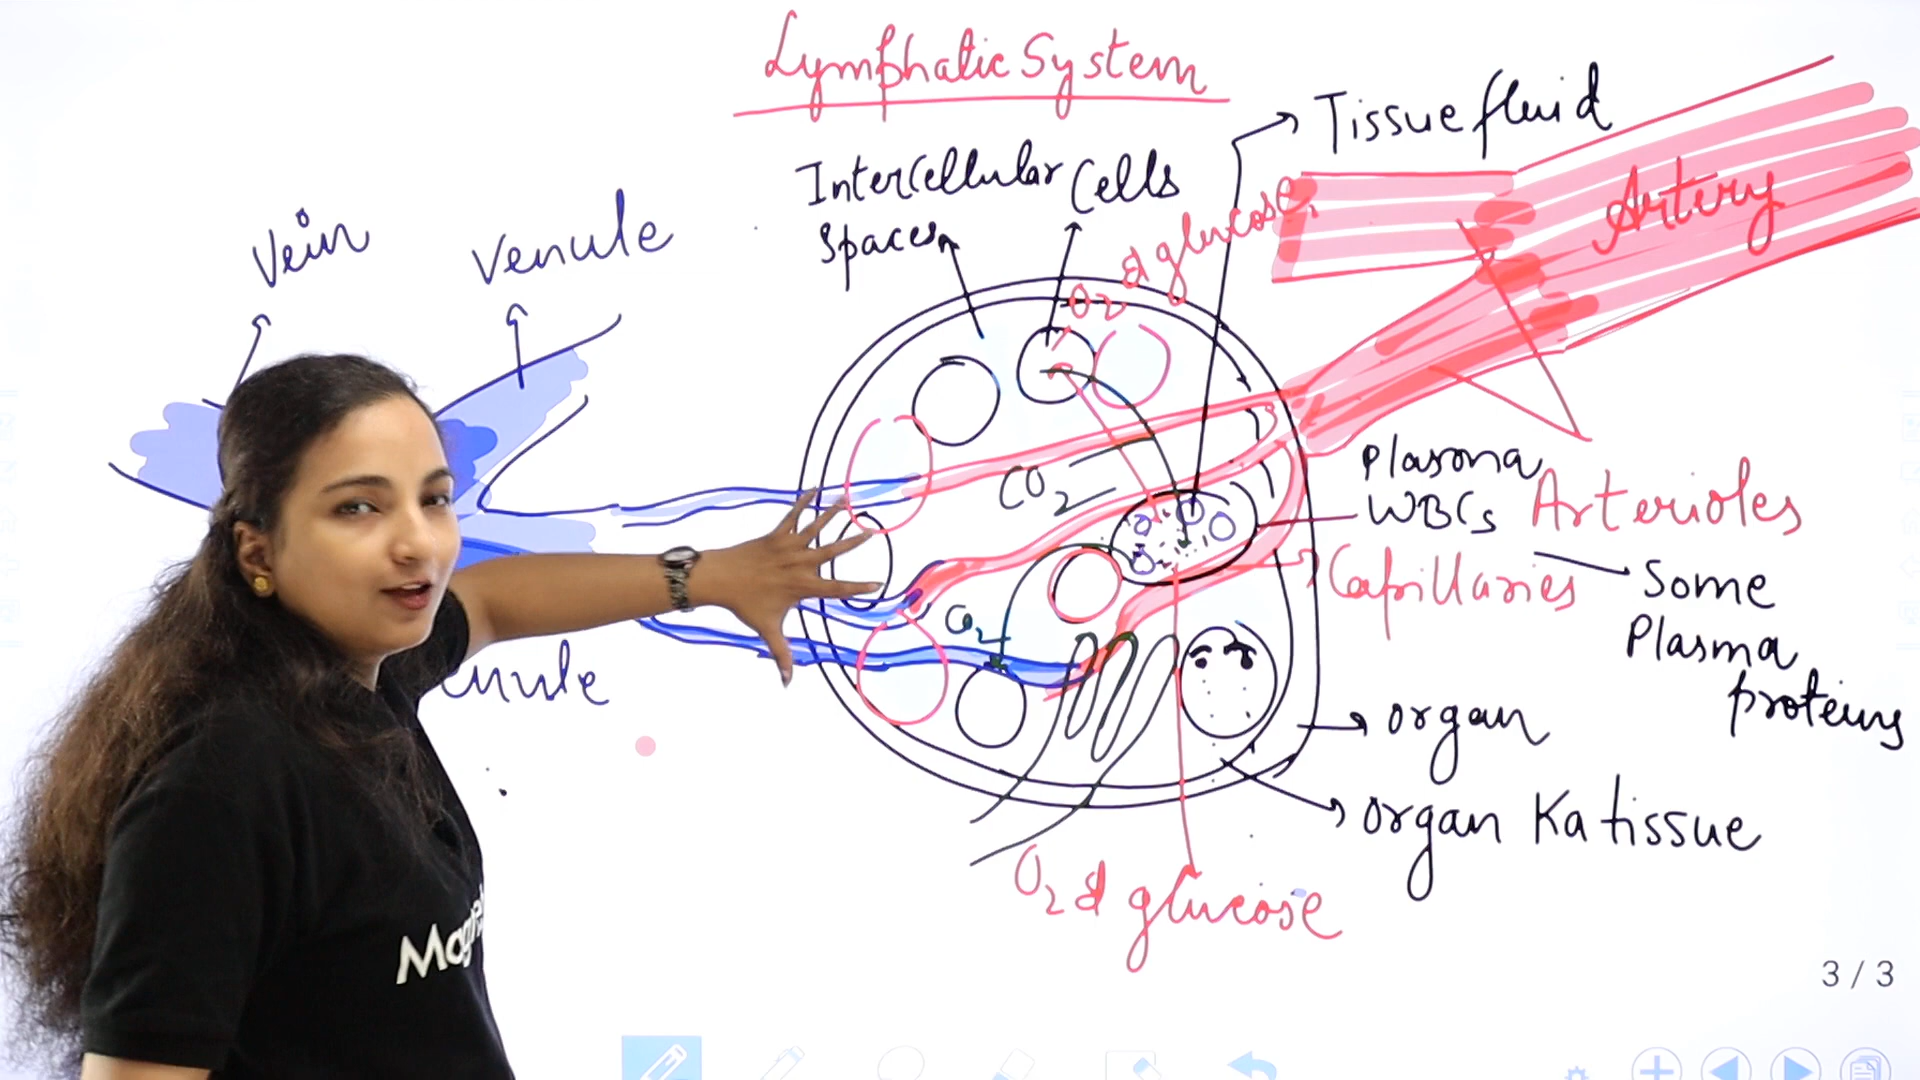 Lymphatic System
Tissue fluid
Intercellular
Spaces
Cells
O2 & glucose,
Artery
Vein
Venule
CO2
Plasma
WBCs
Arterioles
Capillaries
Some
Plasma
proteins
CO2
enule
organ
organ Ka tissue
O2 & glucose
3 / 3